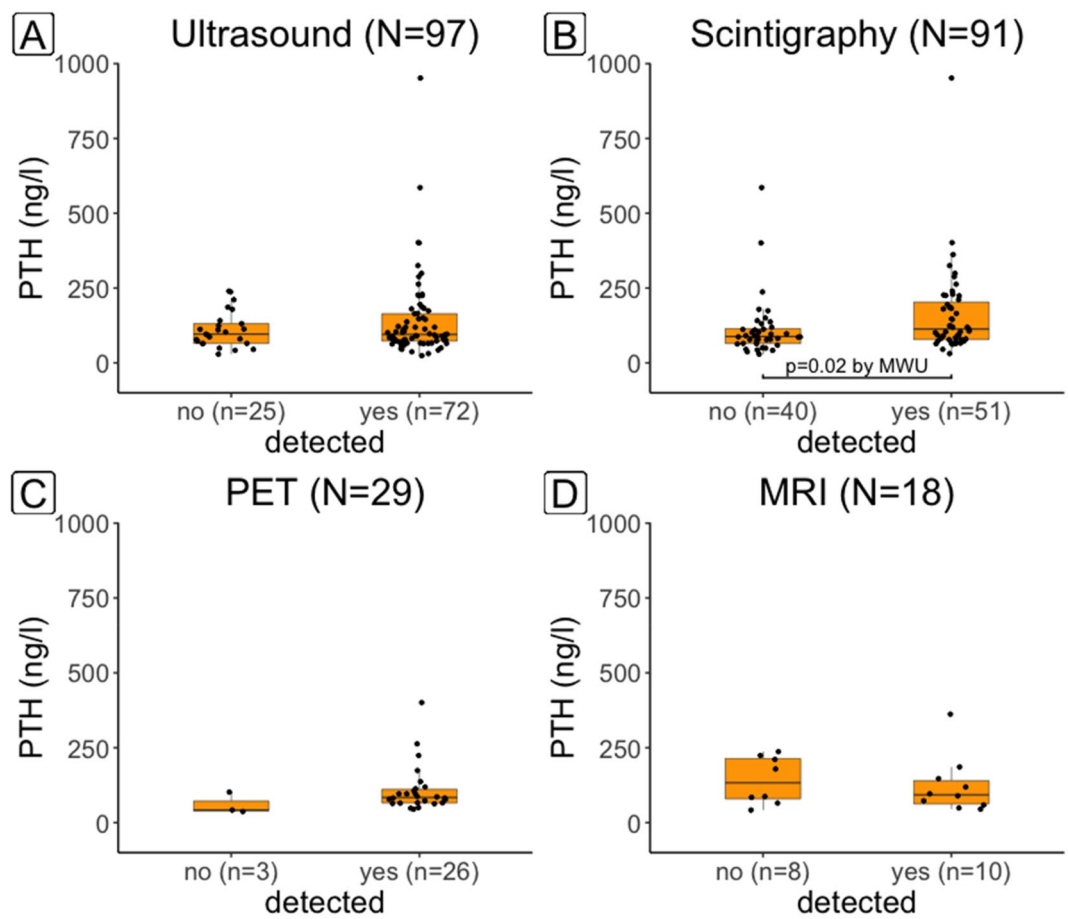 A
Ultrasound (N=97)
PTH (ng/l)
1000
750
500
250
0
no (n=25)
yes (n=72)
detected
B
Scintigraphy (N=91)
PTH (ng/l)
1000
750
500
250
0
p=0.02 by MWU
no (n=40)
yes (n=51)
detected
C
PET (N=29)
PTH (ng/l)
1000
750
500
250
0
no (n=3)
yes (n=26)
detected
D
MRI (N=18)
PTH (ng/l)
1000
750
500
250
0
no (n=8)
yes (n=10)
detected